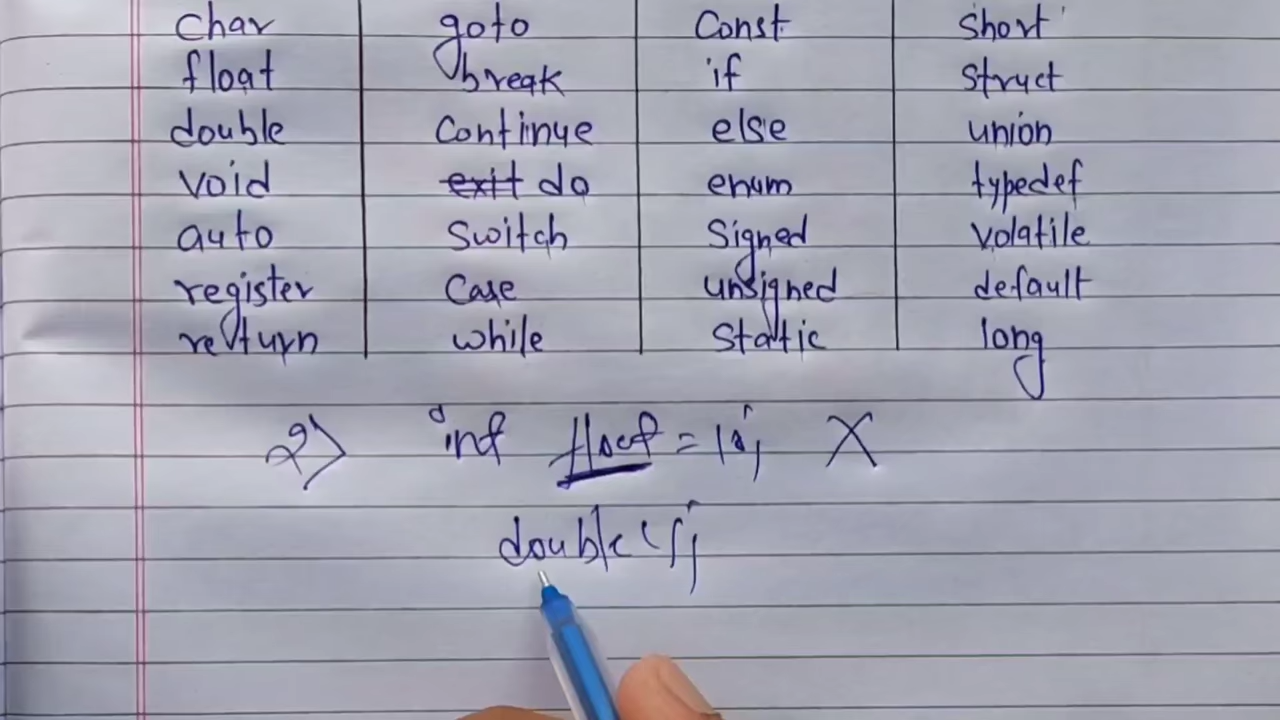 char goto Const short
float break if struct
double Continue else union
void exit do enum typedef
auto Switch Signed Volatile
register Case unsigned default
return while Static long
2) int float = 10; X
double();